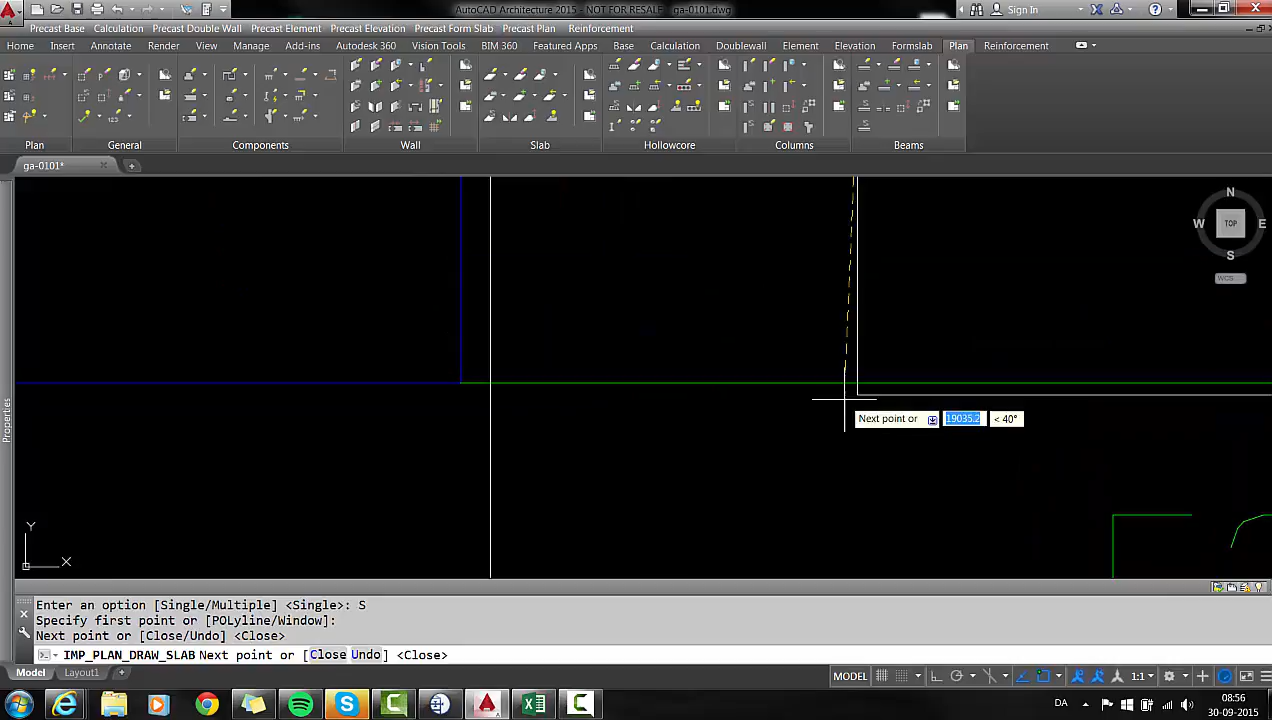 AutoCAD Architecture 2015 - NOT FOR RESALE    ga-0101.dwg
Sign In
Precast Base Calculation Precast Double Wall Precast Element Precast Elevation Precast Form Slab Precast Plan Reinforcement
Home Insert Annotate Render View Manage Add-ins Autodesk 360 Vision Tools BIM 360 Featured Apps Base Calculation Doublewall Element Elevation Formslab Plan Reinforcement
Plan General Components Wall Slab Hollowcore Columns Beams
ga-0101*
N
W TOP E
S
WCS
Next point or 19035.2 < 40°
Y
X
Enter an option [Single/Multiple] <Single>: S
Specify first point or [POLyline/Window]:
Next point or [Close/Undo] <Close>
IMP_PLAN_DRAW_SLAB Next point or [Close Undo] <Close>
Model Layout1
MODEL 1:1
DA 08:56
30-09-2015
Properties